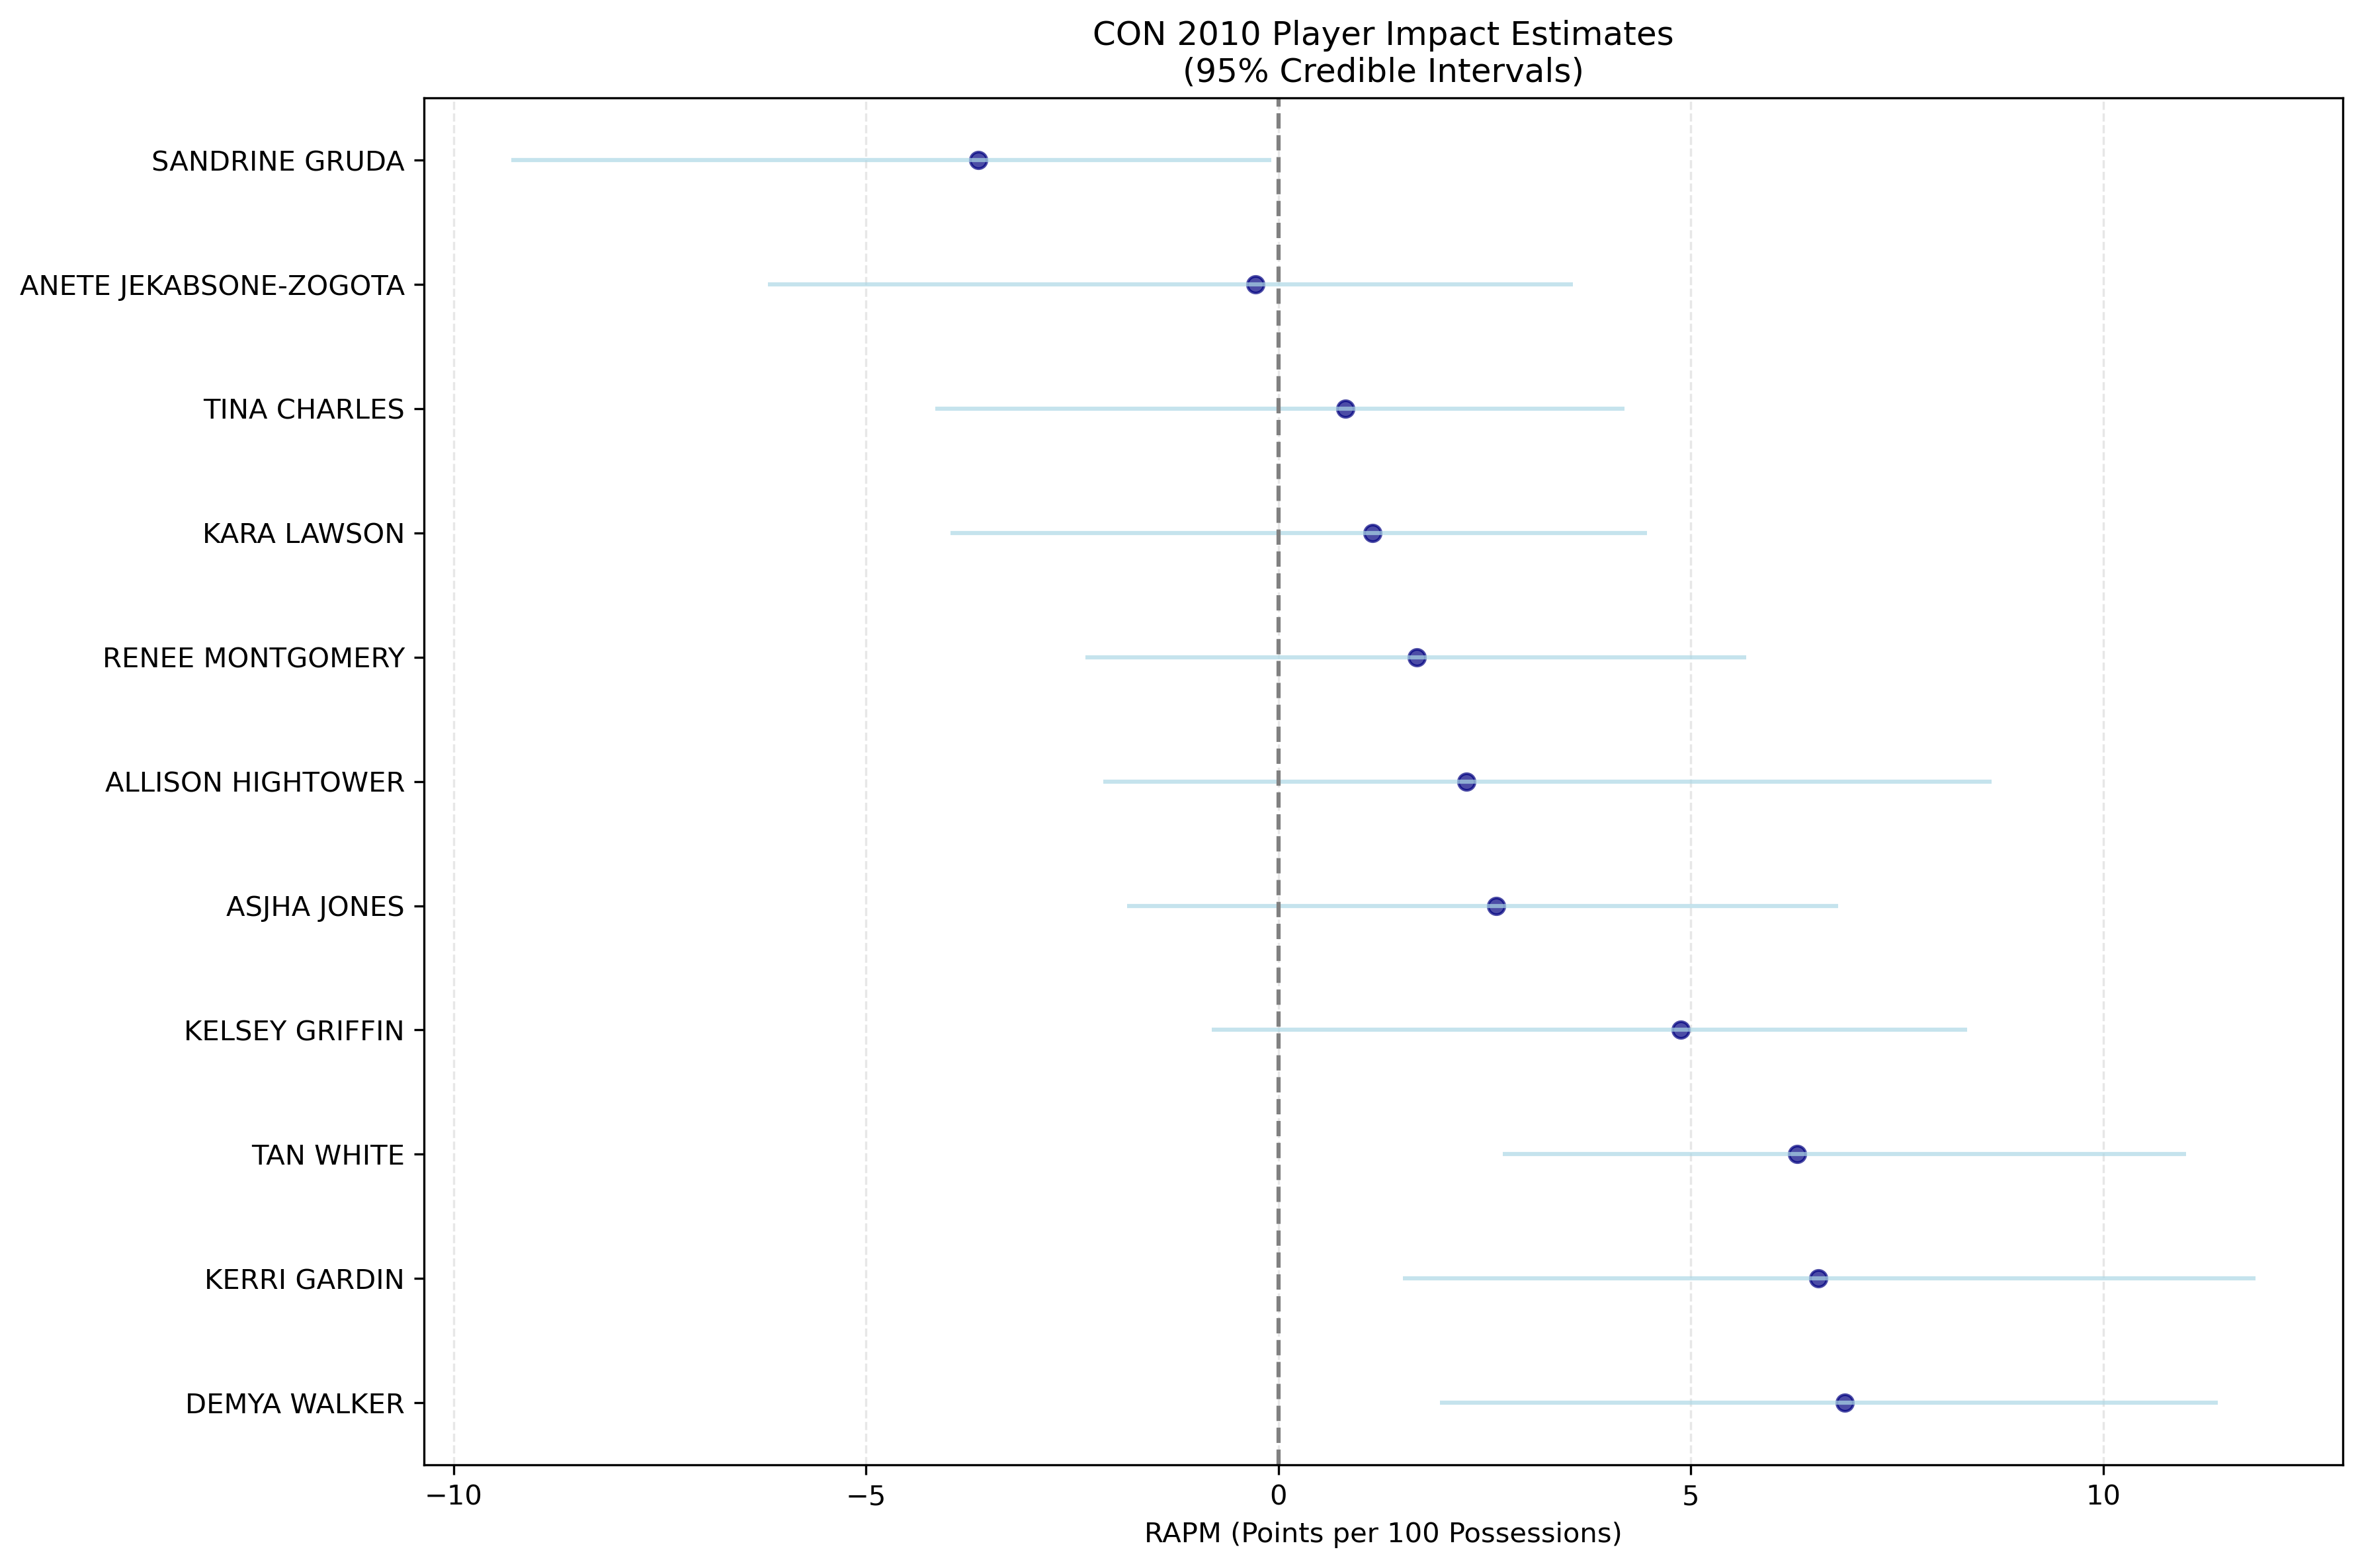 CON 2010 Player Impact Estimates
(95% Credible Intervals)
SANDRINE GRUDA
ANETE JEKABSONE-ZOGOTA
TINA CHARLES
KARA LAWSON
RENEE MONTGOMERY
ALLISON HIGHTOWER
ASJHA JONES
KELSEY GRIFFIN
TAN WHITE
KERRI GARDIN
DEMYA WALKER
−10 −5 0 5 10
RAPM (Points per 100 Possessions)